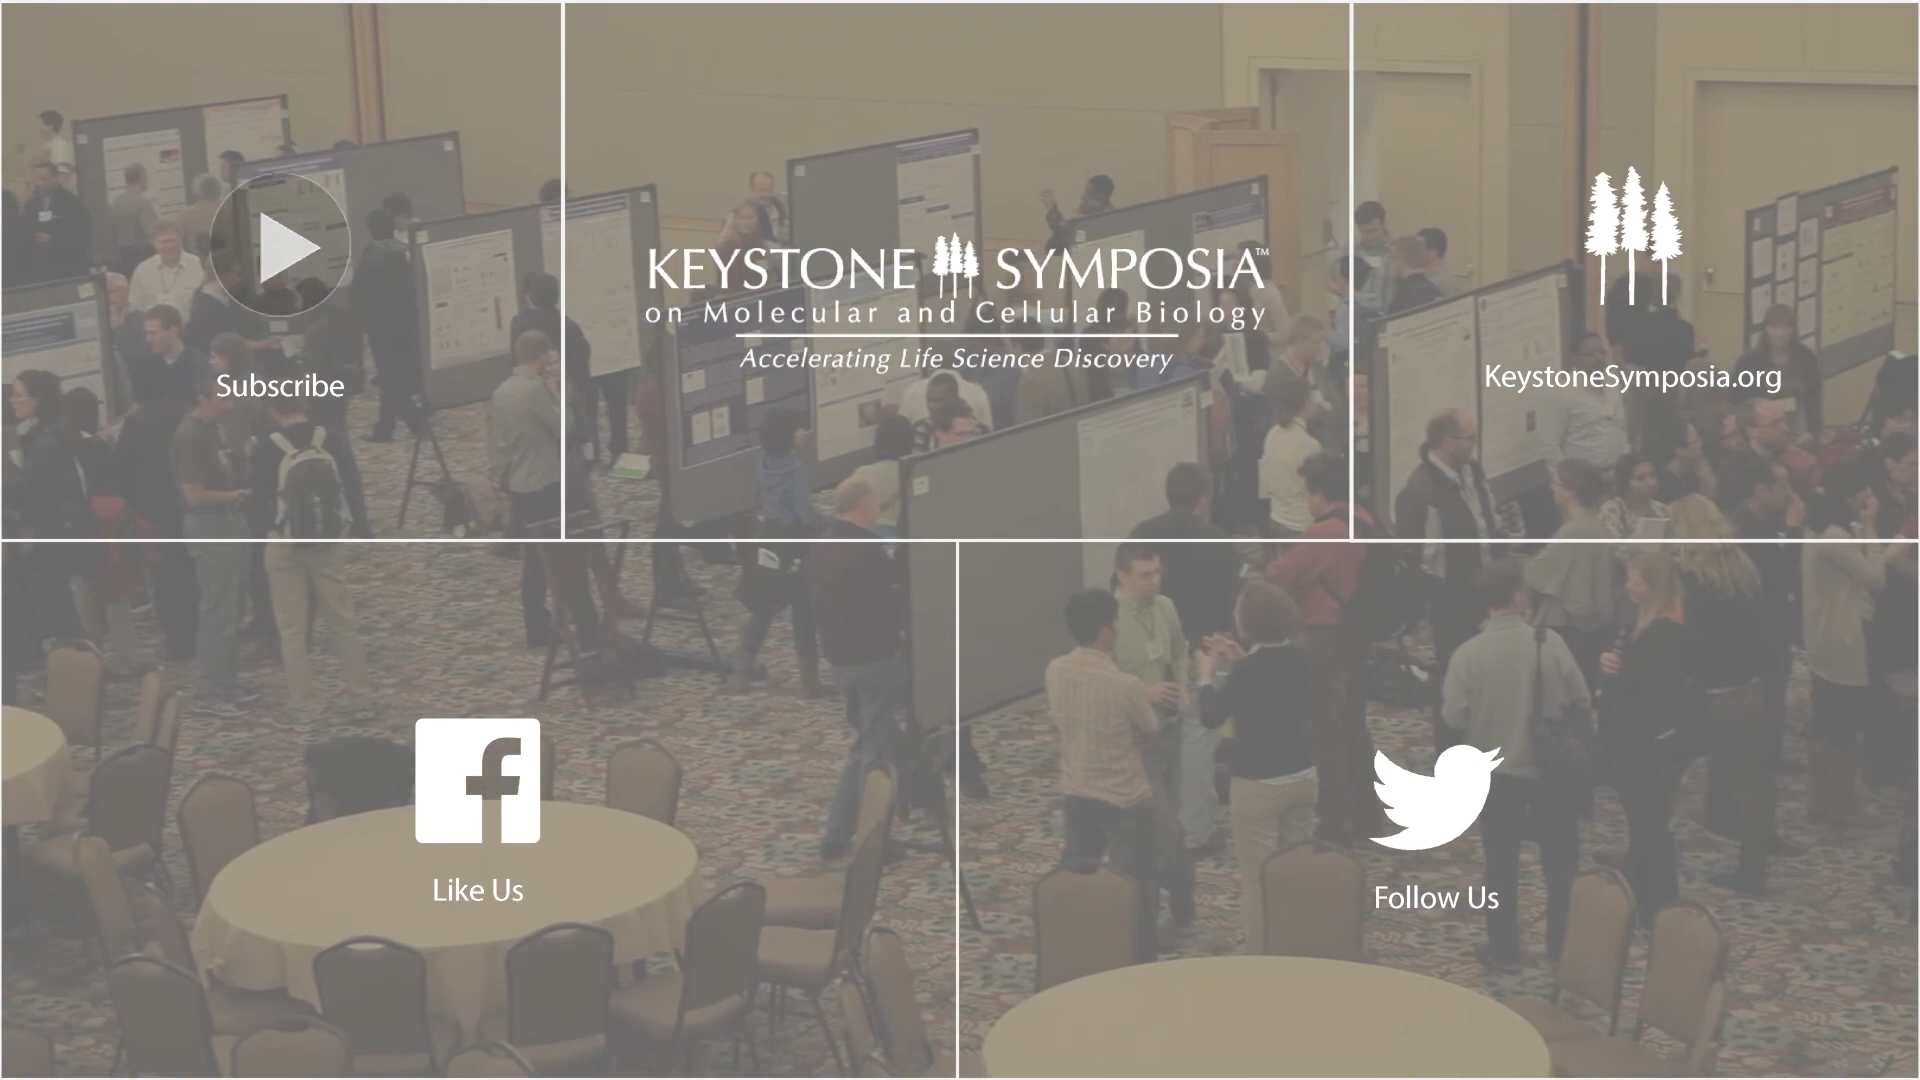 Subscribe
KEYSTONE SYMPOSIA™
on Molecular and Cellular Biology
Accelerating Life Science Discovery
KeystoneSymposia.org
Like Us
Follow Us